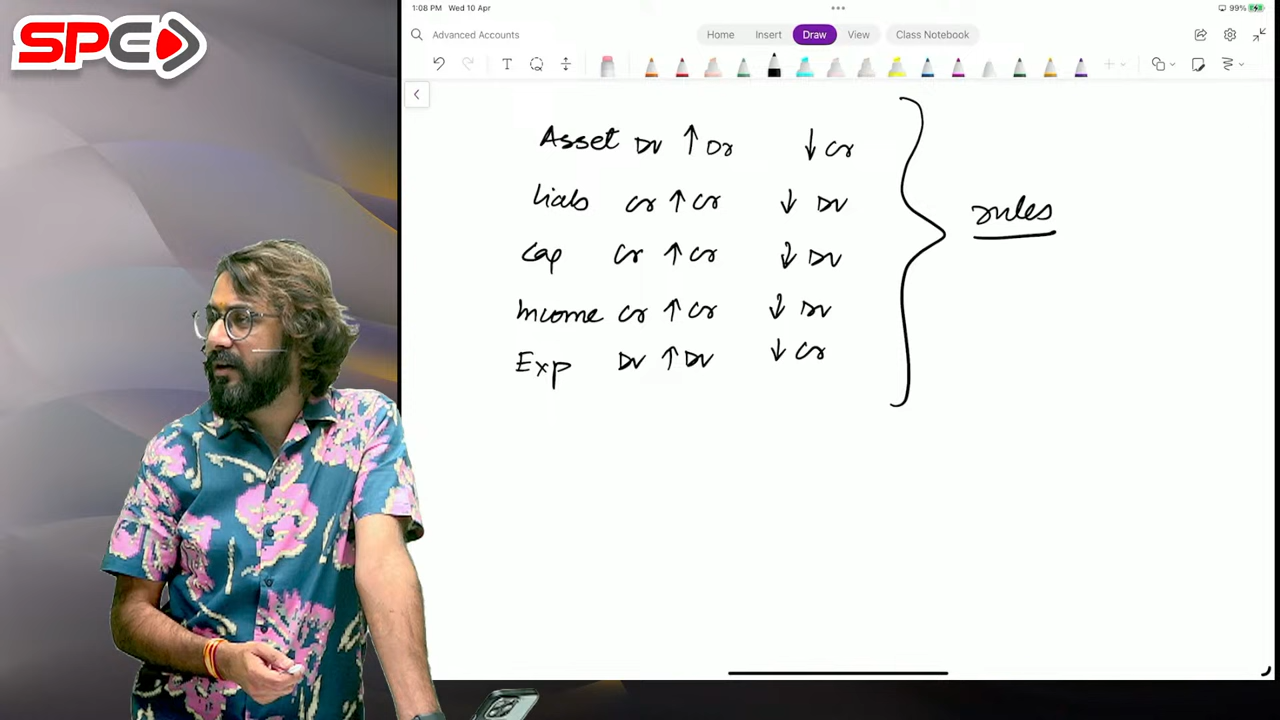 SPC
1:08 PM Wed 10 Apr
99%
Advanced Accounts
Home Insert Draw View Class Notebook
Asset Dr ↑ Dr ↓ Cr
Liab Cr ↑ Cr ↓ Dr
Cap Cr ↑ Cr ↓ Dr
Income Cr ↑ Cr ↓ Dr
Exp Dr ↑ Dr ↓ Cr
rules